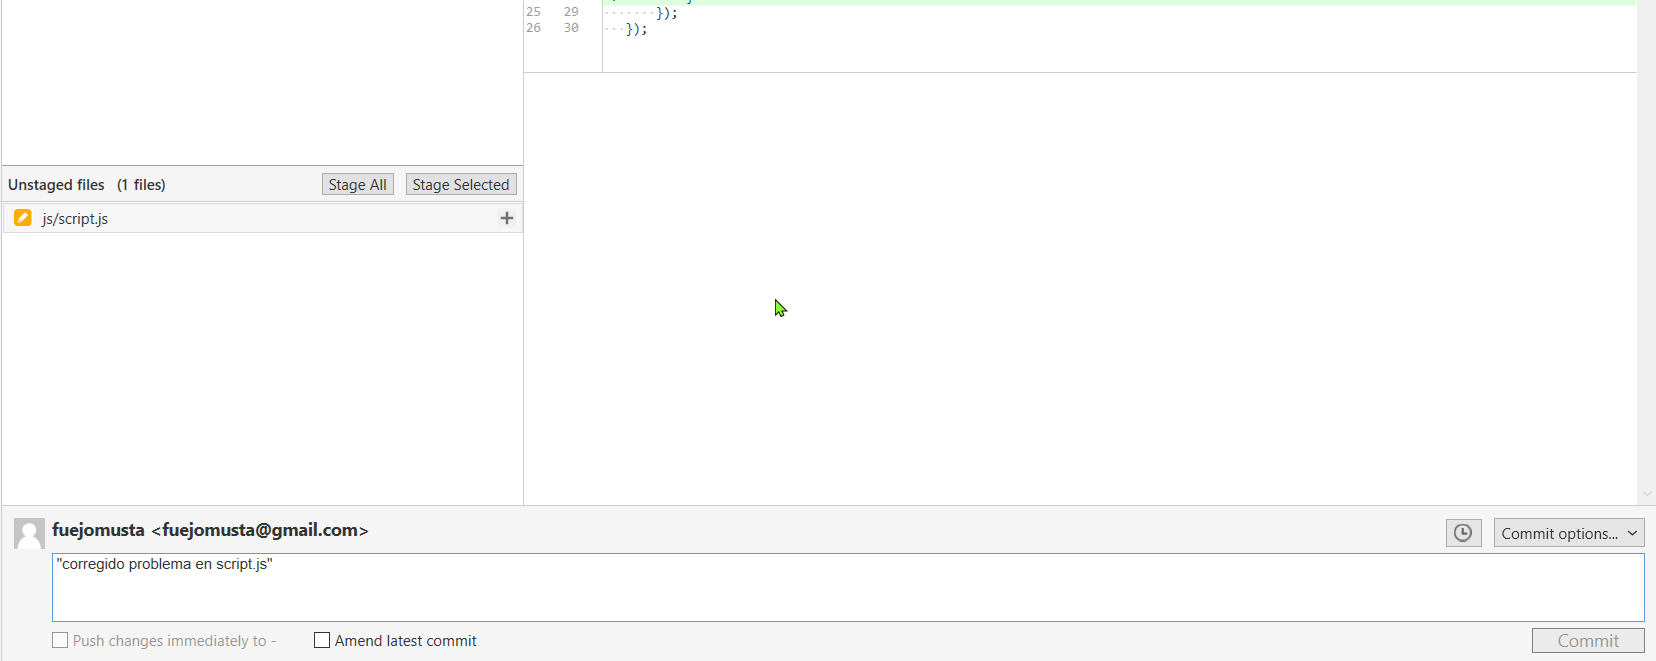 25 29 });
26 30 });
Unstaged files (1 files) Stage All Stage Selected
js/script.js
fuejomusta <fuejomusta@gmail.com>
Commit options...
"corregido problema en script.js"
Push changes immediately to - Amend latest commit
Commit